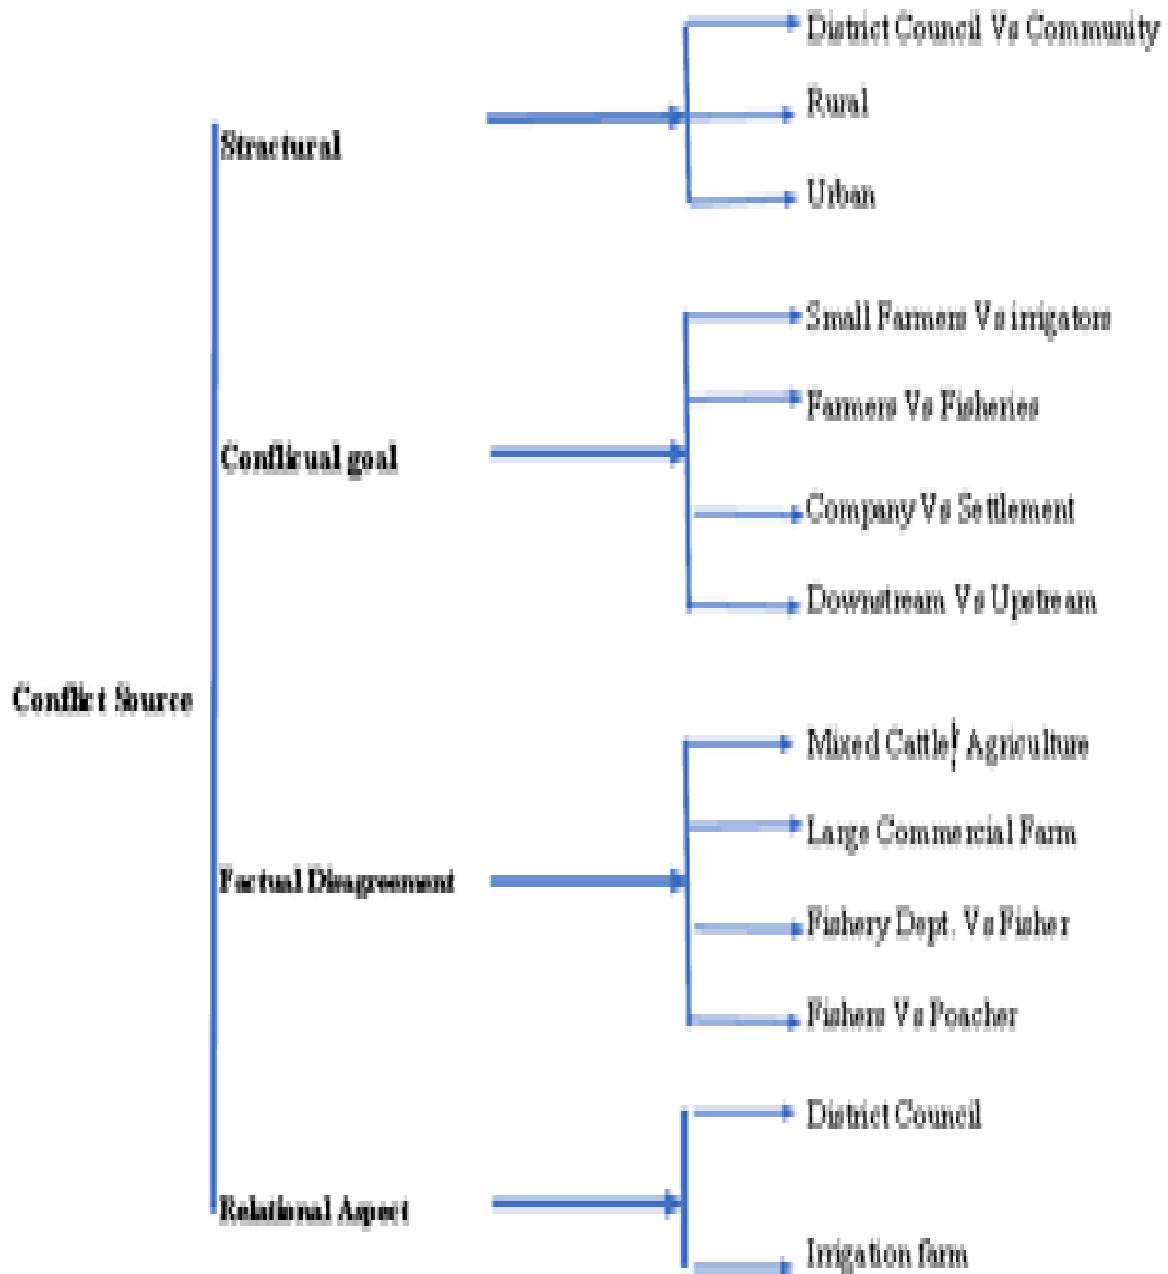 District Council Vs Community
Rural
Stractural
Urban
Small Farmers Vs irrigators
Farmers Vs Fisheries
Conflirual goal
Company Vs Settlement
Downstream Vs Upstream
Conflict Source
Mixed Cattle/ Agriculture
Large Commercial Farm
Factual Disagreement
Fishery Dept. Vs Fisher
Fishers Vs Poacher
District Council
Relational Aspect
Irrigation farm